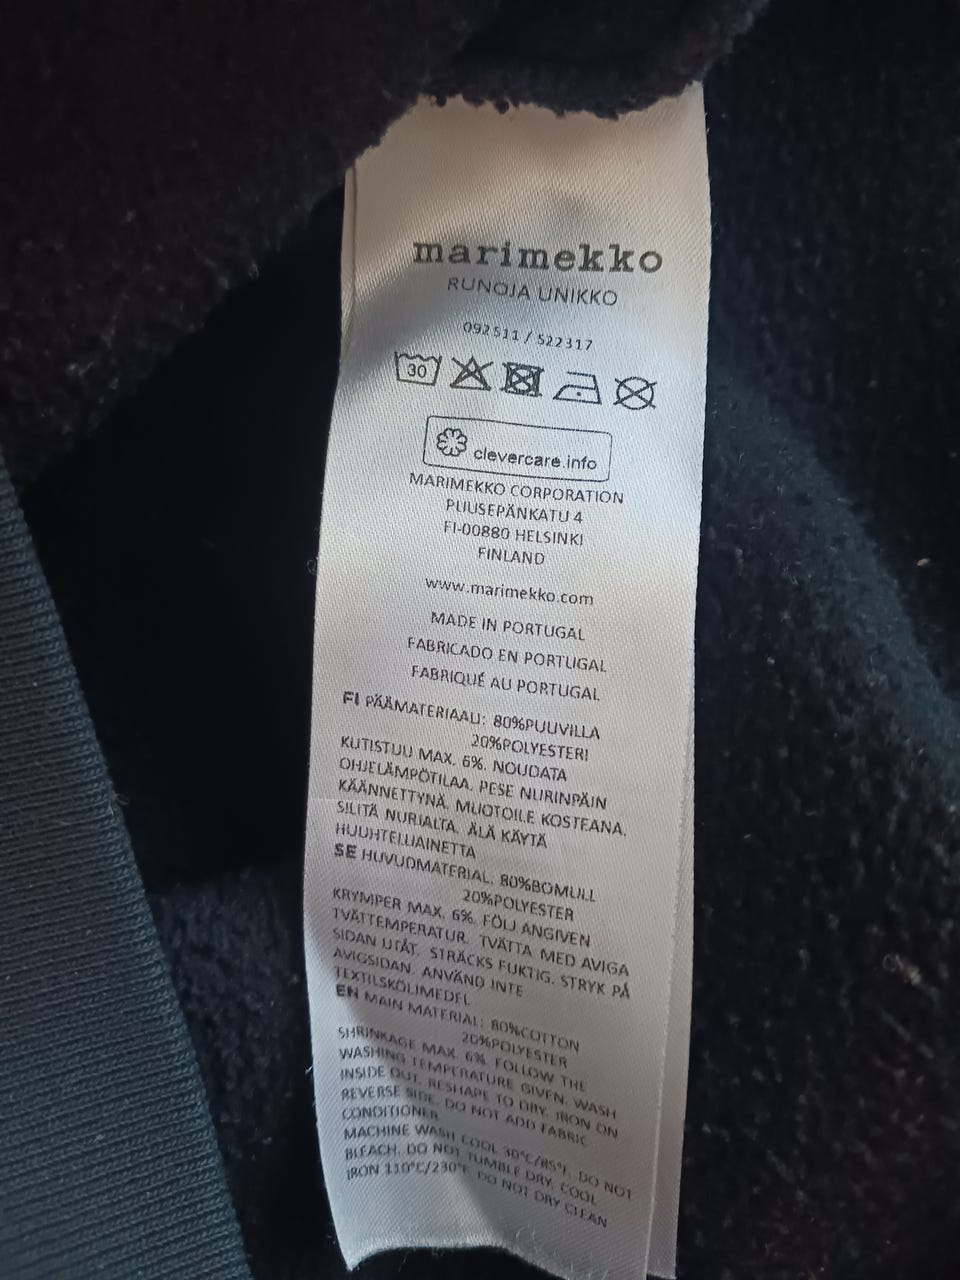 marimekko
RUNOJA UNIKKO
092511 / 522317
30
clevercare.info
MARIMEKKO CORPORATION
PUUSEPÄNKATU 4
FI-00880 HELSINKI
FINLAND
www.marimekko.com
MADE IN PORTUGAL
FABRICADO EN PORTUGAL
FABRIQUÉ AU PORTUGAL
FI PÄÄMATERIAALI: 80%PUUVILLA
20%POLYESTERI
KUTISTUU MAX. 6%. NOUDATA
OHJELÄMPÖTILAA. PESE NURINPÄIN
KÄÄNNETTYNÄ. MUOTOILE KOSTEANA.
SILITÄ NURJALTA. ÄLÄ KÄYTÄ
HUUHTELUAINETTA
SE HUVUDMATERIAL: 80%BOMULL
20%POLYESTER
KRYMPER MAX. 6%. FÖLJ ANGIVEN
TVÄTTEMPERATUR. TVÄTTA MED AVIGA
SIDAN UTÅT. STRÄCKS FUKTIG. STRYK PÅ
AVIGSIDAN. ANVÄND INTE
TEXTILSKÖLJMEDEL
EN MAIN MATERIAL: 80%COTTON
20%POLYESTER
SHRINKAGE MAX. 6%. FOLLOW THE
WASHING TEMPERATURE GIVEN. WASH
INSIDE OUT. RESHAPE TO DRY. IRON ON
REVERSE SIDE. DO NOT ADD FABRIC
CONDITIONER
MACHINE WASH COOL 30°C/85°F. DO NOT
BLEACH. DO NOT TUMBLE DRY. COOL
IRON 110°C/230°F. DO NOT DRY CLEAN